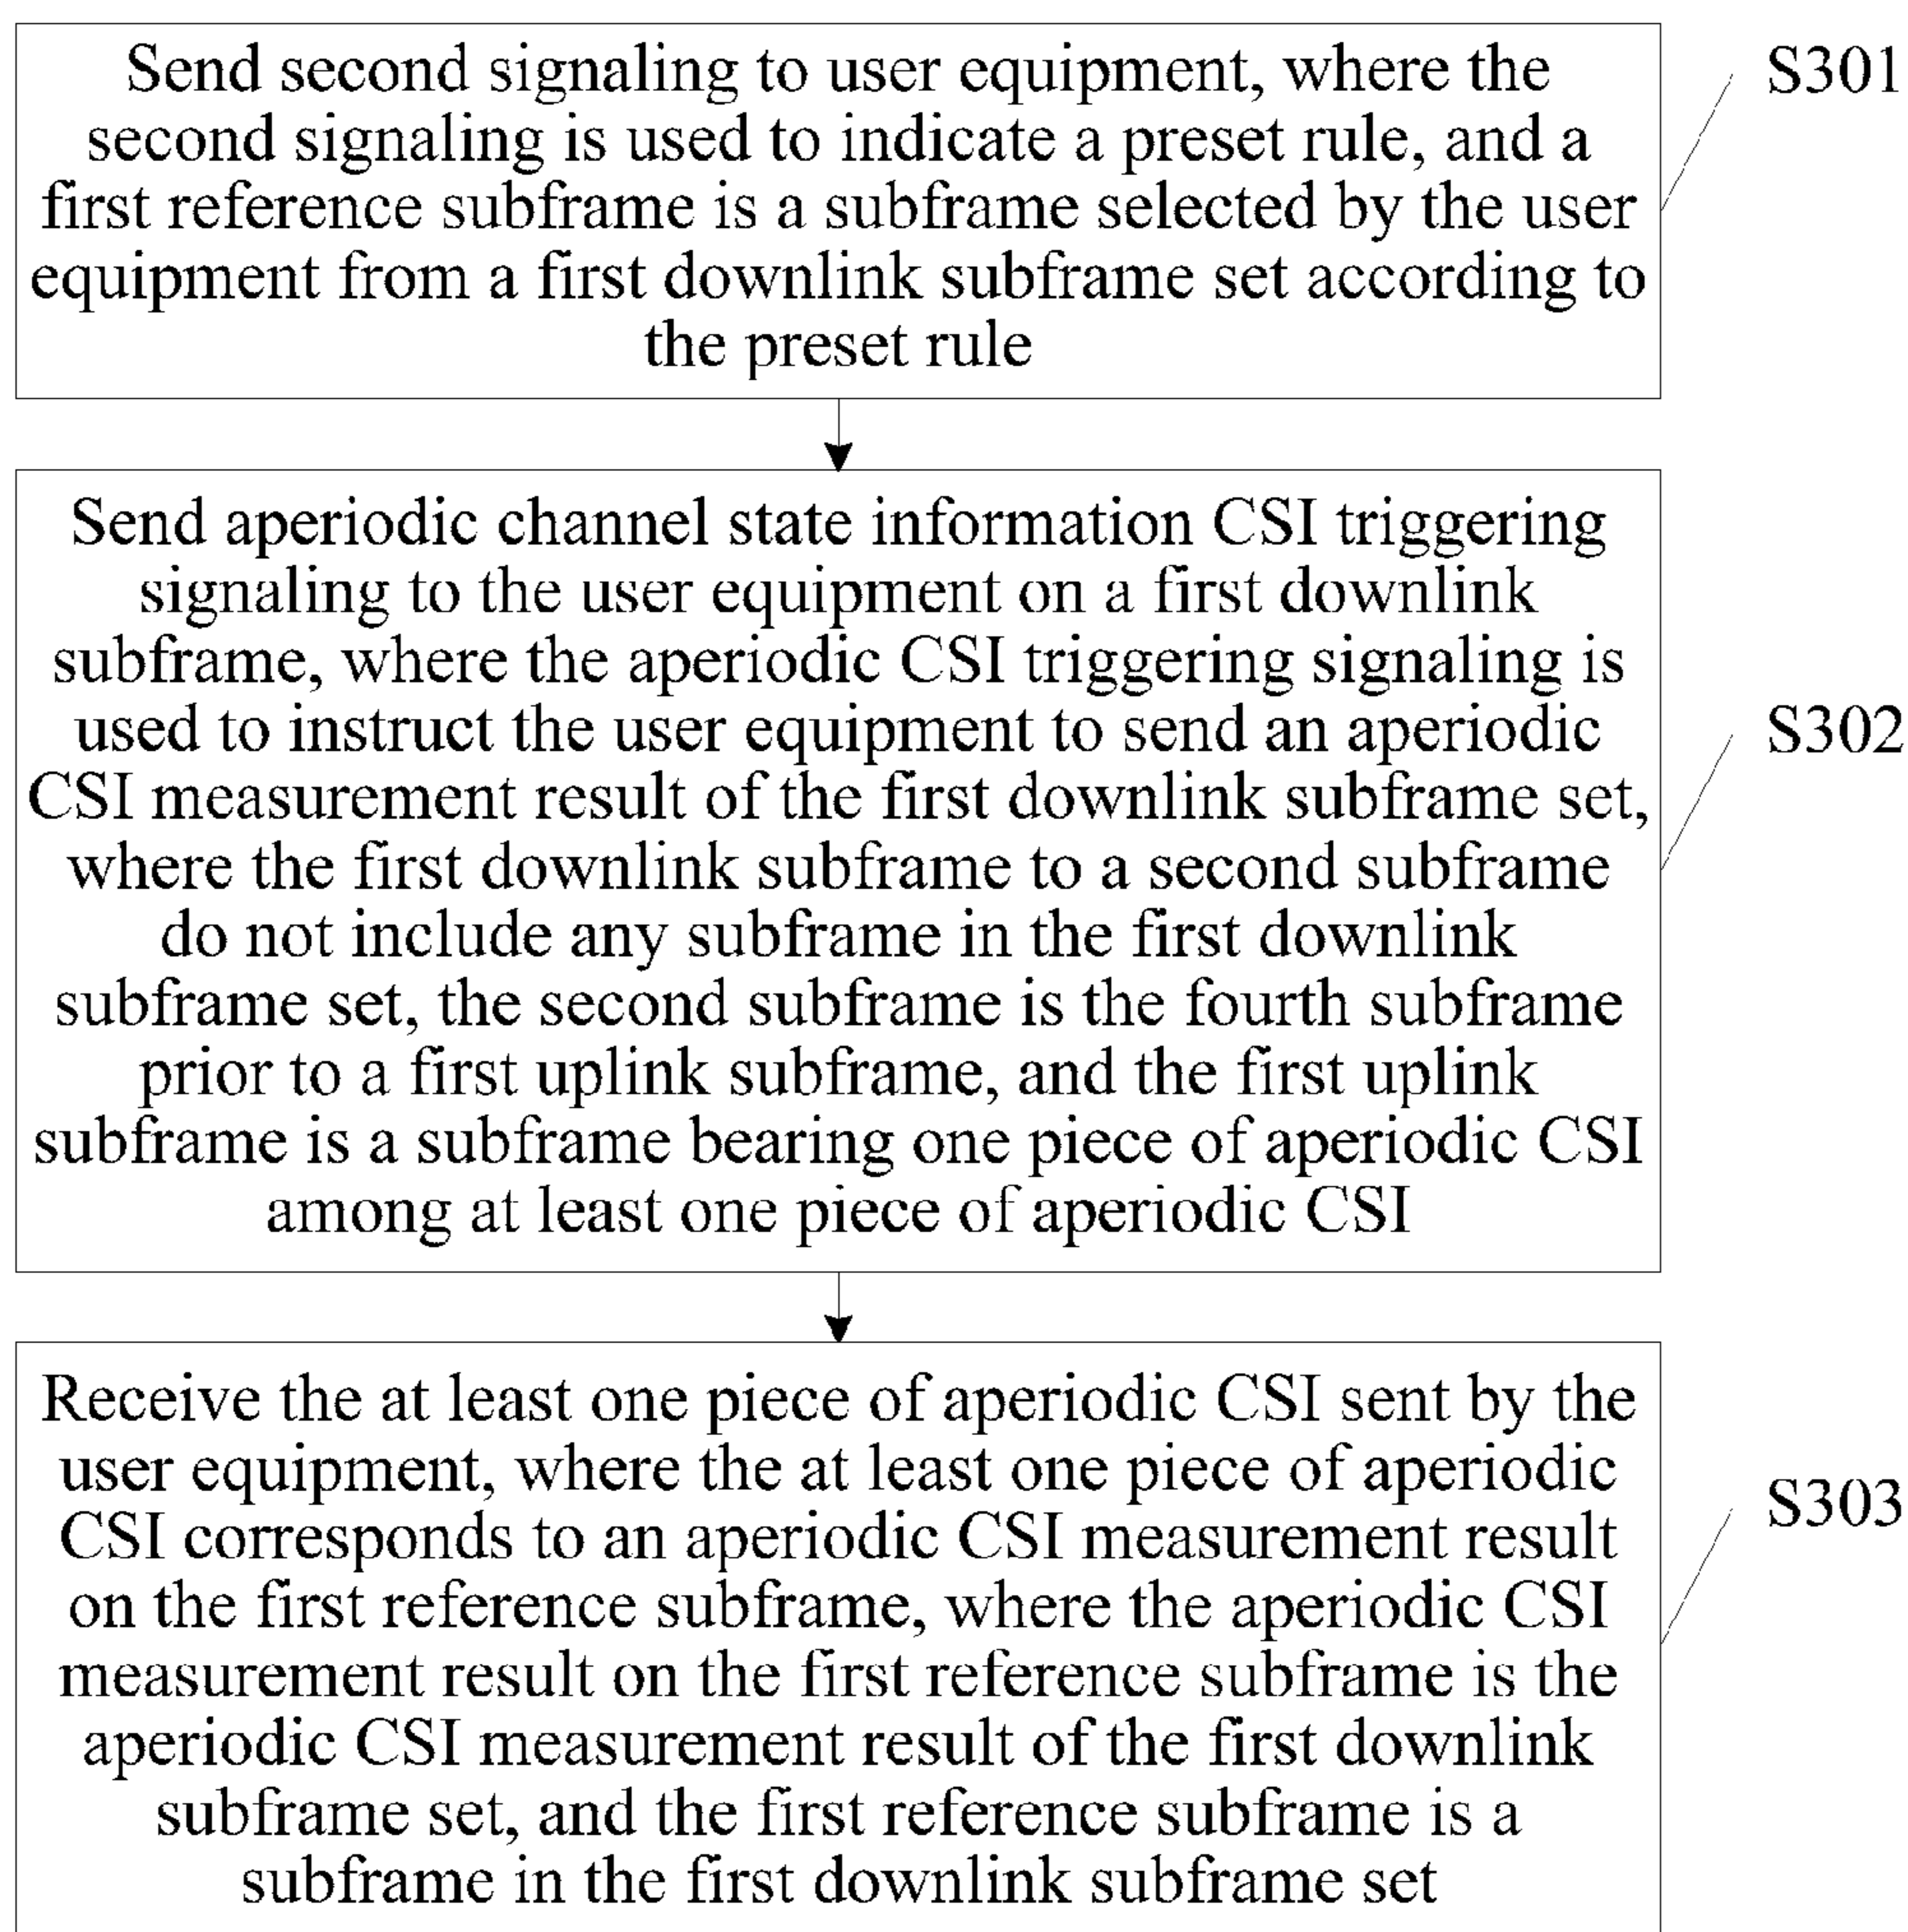 Send second signaling to user equipment, where the
second signaling is used to indicate a preset rule, and a
first reference subframe is a subframe selected by the user
equipment from a first downlink subframe set according to
the preset rule
S301
Send aperiodic channel state information CSI triggering
signaling to the user equipment on a first downlink
subframe, where the aperiodic CSI triggering signaling is
used to instruct the user equipment to send an aperiodic
CSI measurement result of the first downlink subframe set,
where the first downlink subframe to a second subframe
do not include any subframe in the first downlink
subframe set, the second subframe is the fourth subframe
prior to a first uplink subframe, and the first uplink
subframe is a subframe bearing one piece of aperiodic CSI
among at least one piece of aperiodic CSI
S302
Receive the at least one piece of aperiodic CSI sent by the
user equipment, where the at least one piece of aperiodic
CSI corresponds to an aperiodic CSI measurement result
on the first reference subframe, where the aperiodic CSI
measurement result on the first reference subframe is the
aperiodic CSI measurement result of the first downlink
subframe set, and the first reference subframe is a
subframe in the first downlink subframe set
S303